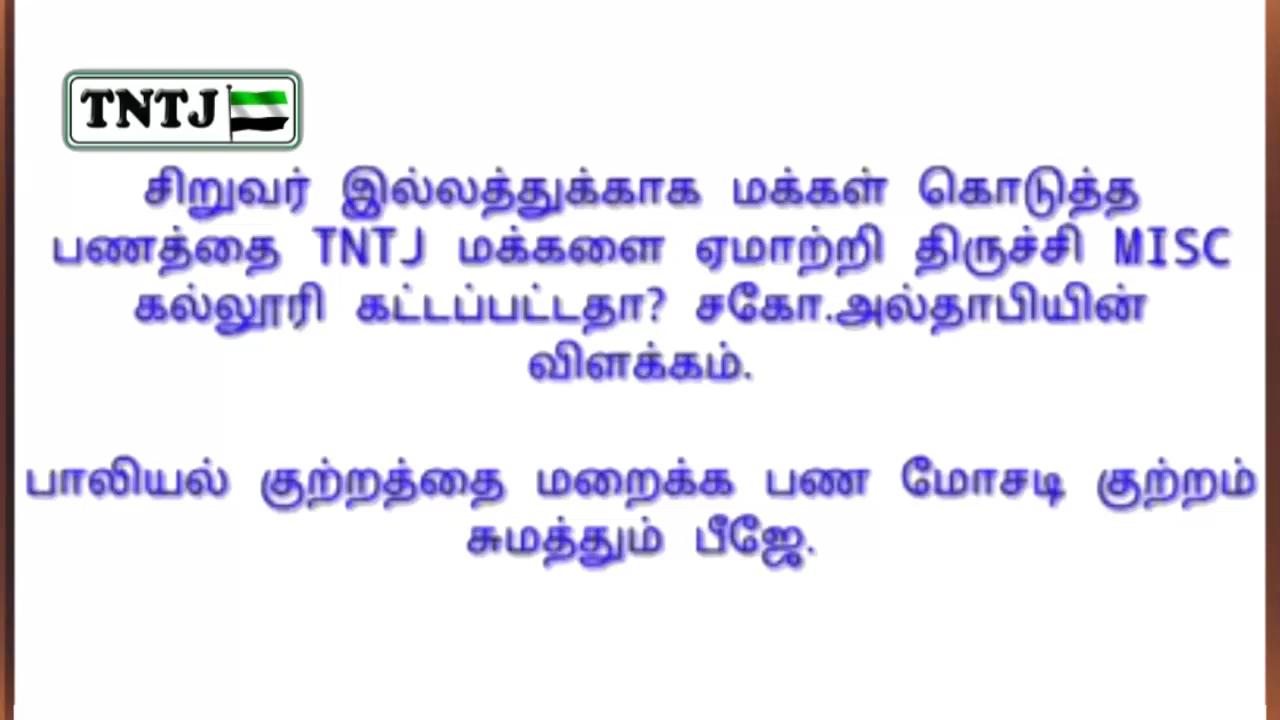 TNTJ
சிறுவர் இல்லத்துக்காக மக்கள் கொடுத்த
பணத்தை TNTJ மக்களை ஏமாற்றி திருச்சி MISC
கல்லூரி கட்டப்பட்டதா? சகோ.அல்தாபியின்
விளக்கம்.
பாலியல் குற்றத்தை மறைக்க பண மோசடி குற்றம்
சுமத்தும் பீஜே.